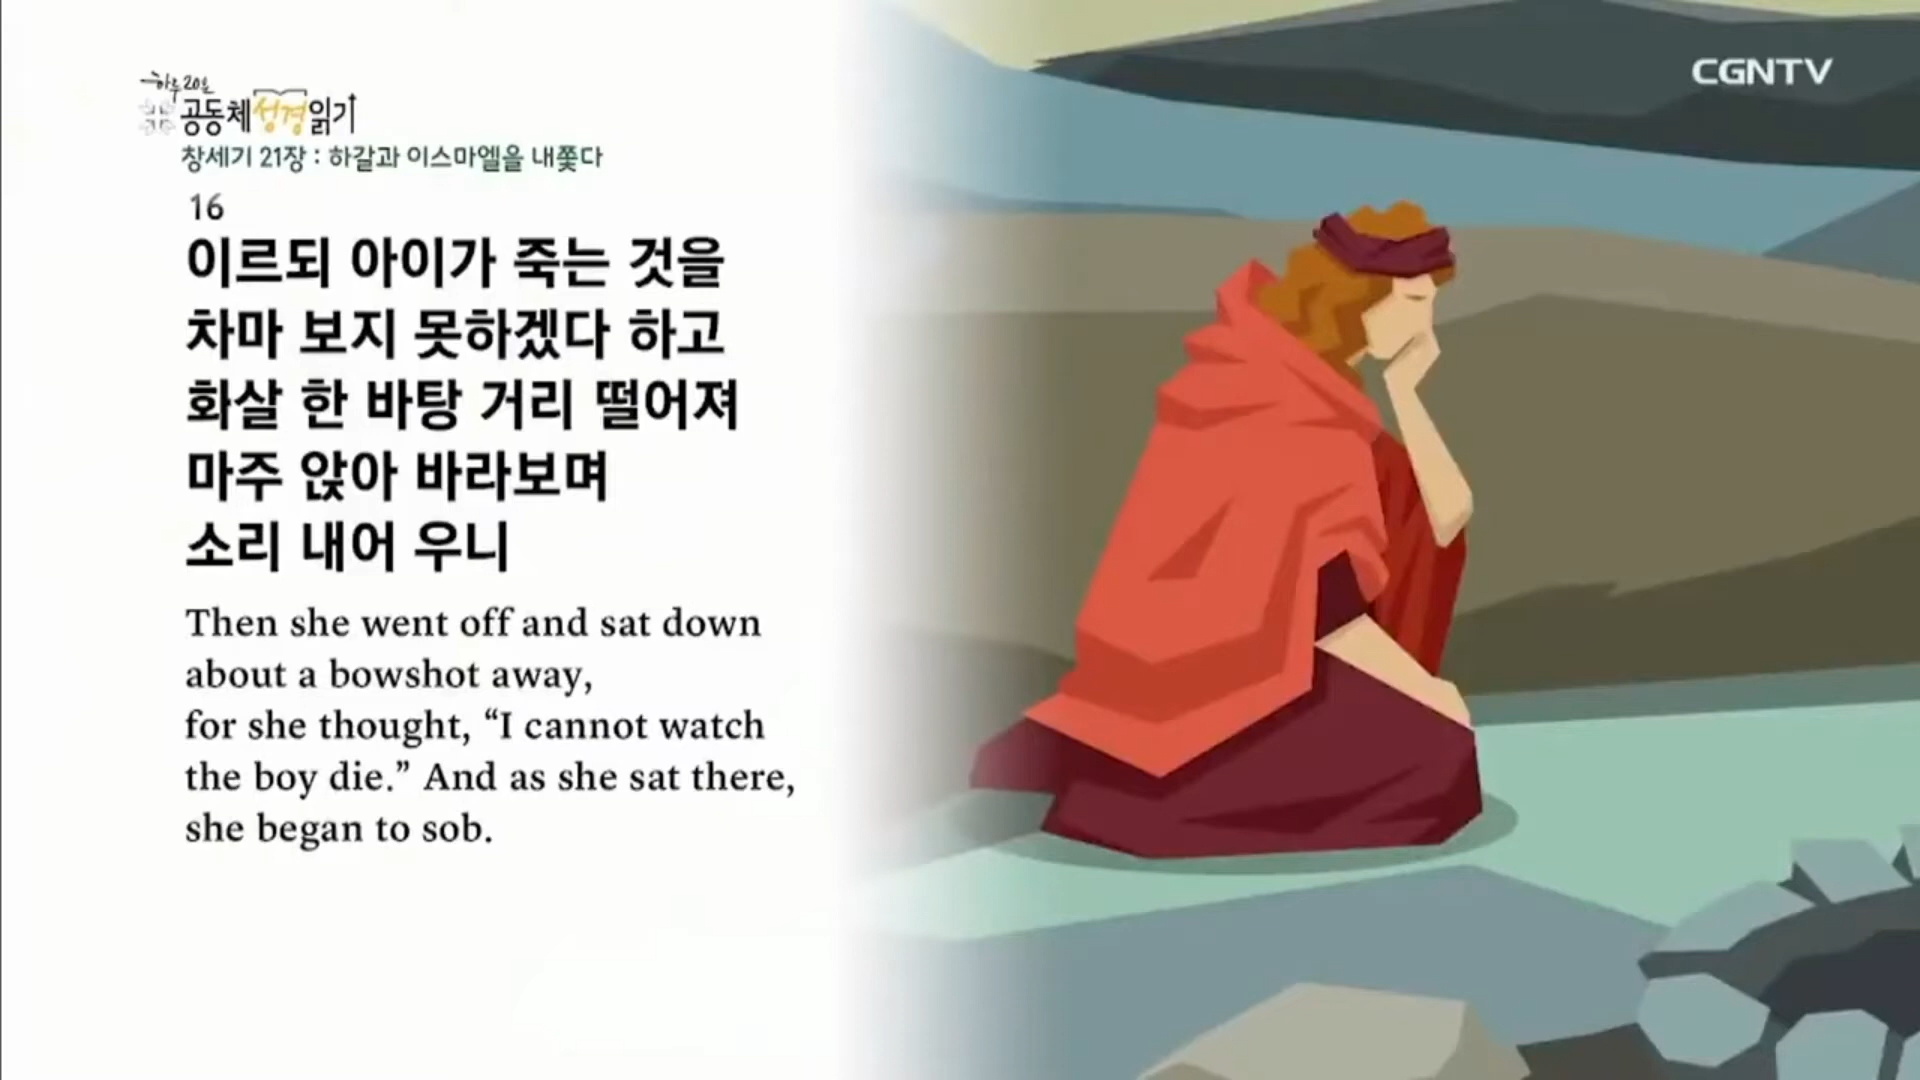 하루 20분
공동체성경읽기
CGNTV
창세기 21장 : 하갈과 이스마엘을 내쫓다
16
이르되 아이가 죽는 것을
차마 보지 못하겠다 하고
화살 한 바탕 거리 떨어져
마주 앉아 바라보며
소리 내어 우니
Then she went off and sat down
about a bowshot away,
for she thought, “I cannot watch
the boy die.” And as she sat there,
she began to sob.